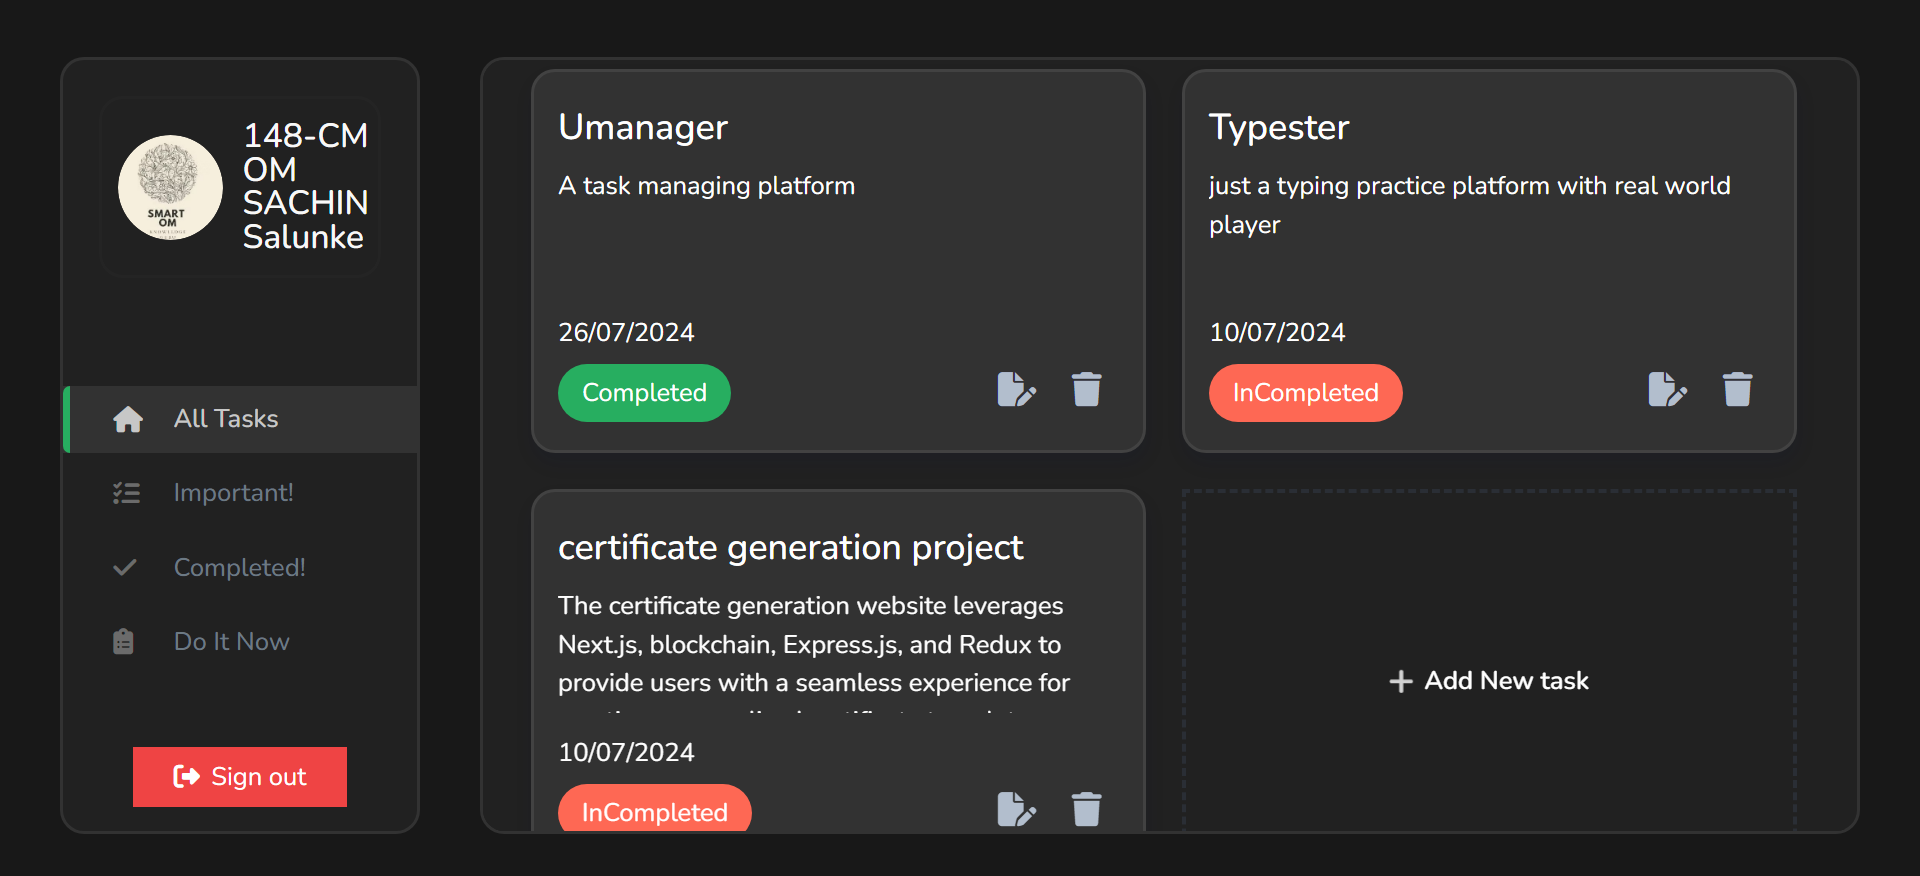 148-CM
OM
SACHIN
Salunke
SMART
OM
KNOWLEDGE
All Tasks
Important!
Completed!
Do It Now
Sign out
Umanager
A task managing platform
26/07/2024
Completed
Typester
just a typing practice platform with real world
player
10/07/2024
InCompleted
certificate generation project
The certificate generation website leverages
Next.js, blockchain, Express.js, and Redux to
provide users with a seamless experience for
10/07/2024
InCompleted
Add New task